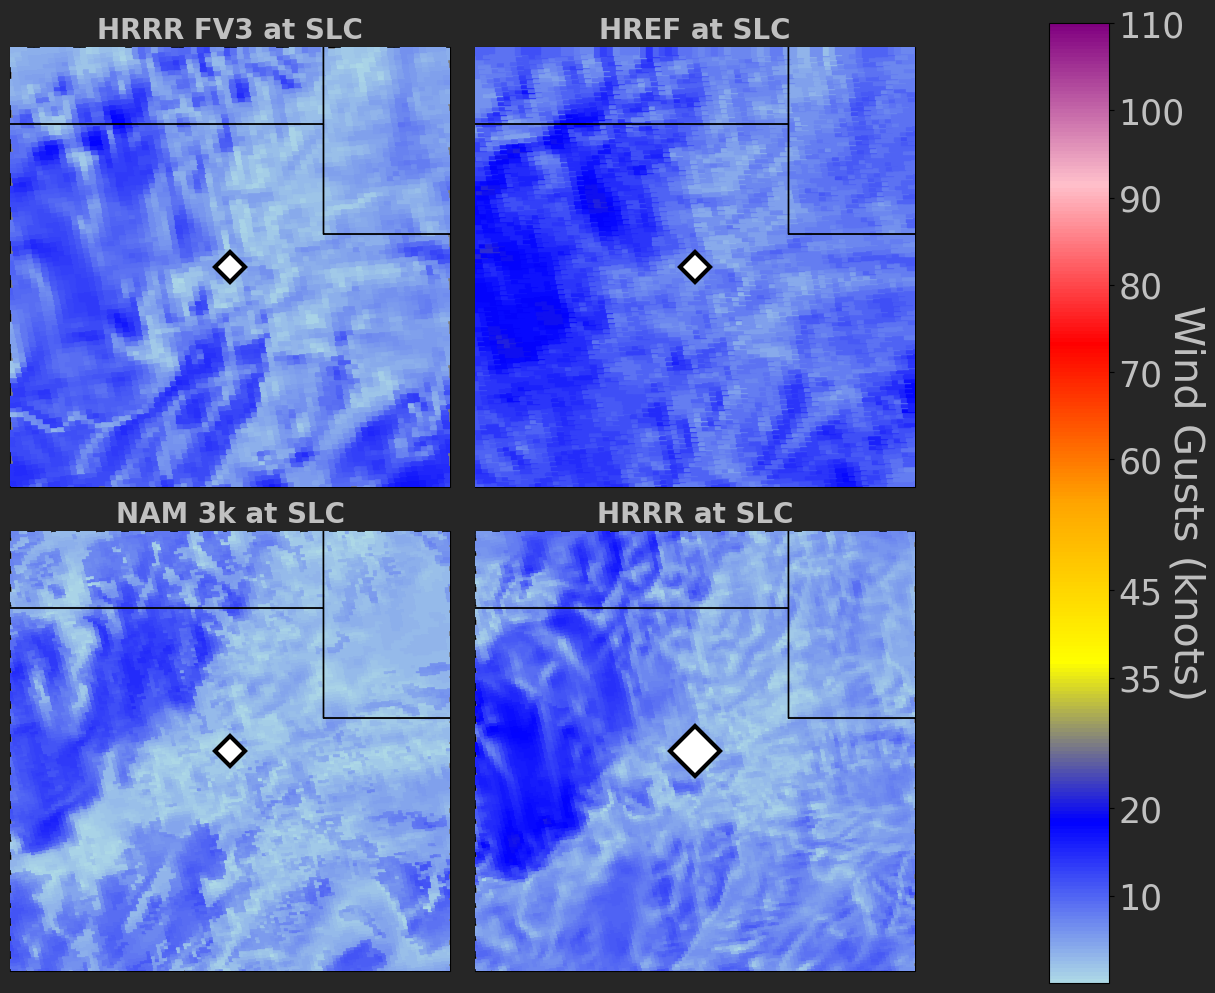 HRRR FV3 at SLC
HREF at SLC
NAM 3k at SLC
HRRR at SLC
110
100
90
80
70
60
45
35
20
10
Wind Gusts (knots)